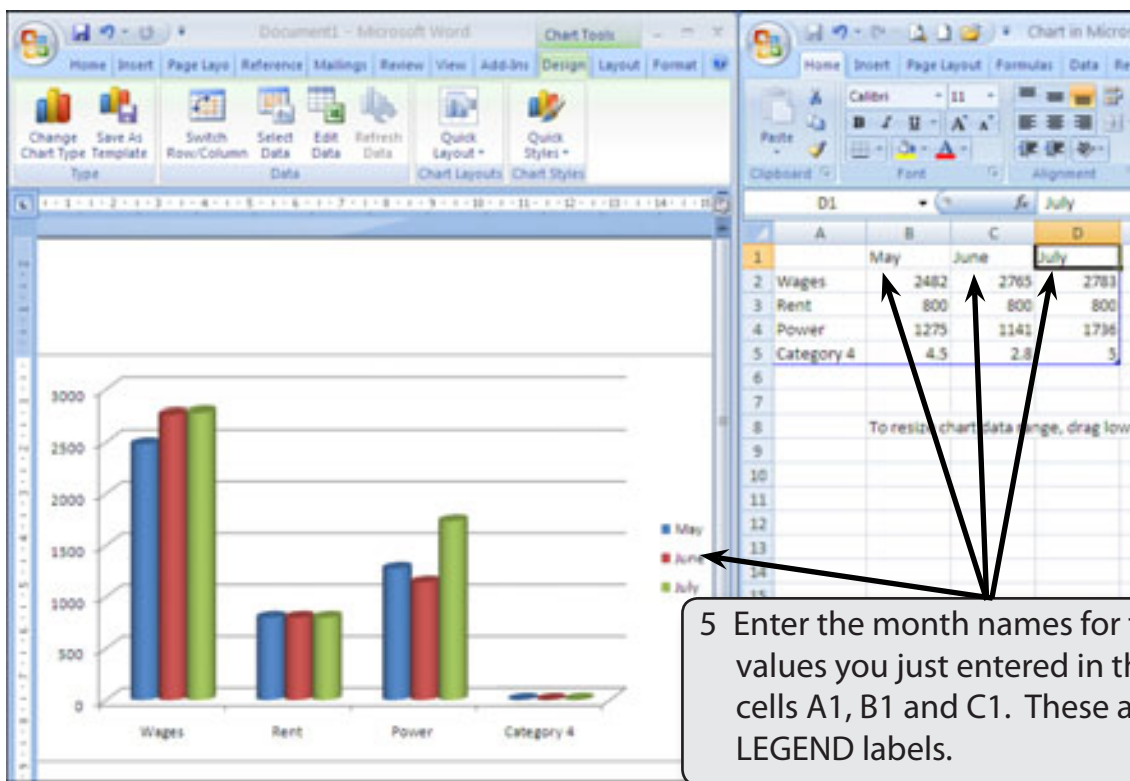 Document1 - Microsoft Word
Chart Tools
Home Insert Page Layo Reference Mailings Review View Add-Ins Design Layout Format
Change Chart Type
Save As Template
Switch Row/Column
Select Data
Edit Data
Refresh Data
Quick Layout
Quick Styles
Type
Data
Chart Layouts
Chart Styles
3000
2500
2000
1500
1000
500
0
Wages Rent Power Category 4
May
June
July
Chart in Micros
Home Insert Page Layout Formulas Data Re
Paste
Calibri 11
B I U A A
Clipboard Font Alignment
D1 fx July
A B C D
1 May June July
2 Wages 2482 2765 2783
3 Rent 800 800 800
4 Power 1275 1141 1736
5 Category 4 4.5 2.8 5
6
7
8 To resize chart data range, drag low
9
10
11
12
13
14
15
5 Enter the month names for
values you just entered in th
cells A1, B1 and C1. These a
LEGEND labels.